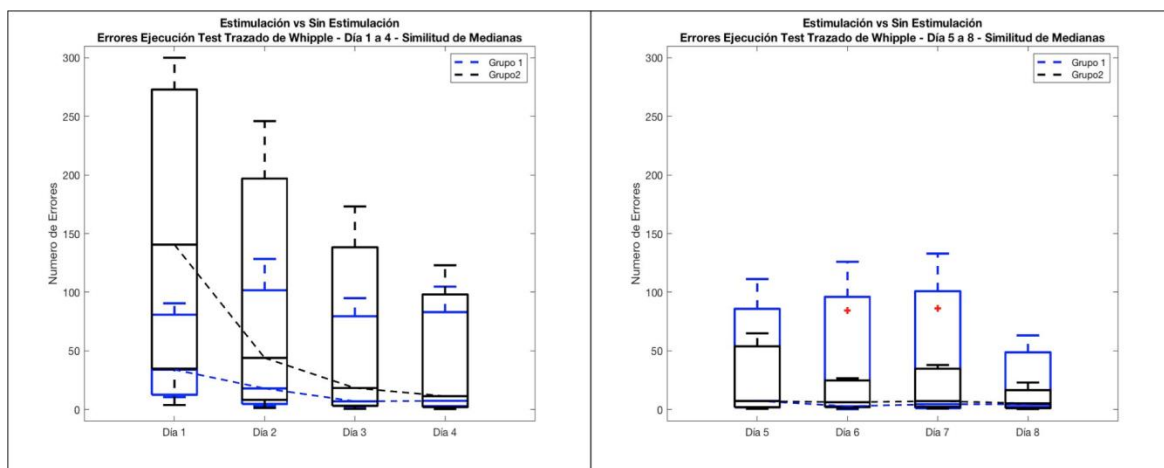 Estimulación vs Sin Estimulación
Errores Ejecución Test Trazado de Whipple - Día 1 a 4 - Similitud de Medianas
Grupo 1
Grupo2
Numero de Errores
300
250
200
150
100
50
0
Día 1 Día 2 Día 3 Día 4
Estimulación vs Sin Estimulación
Errores Ejecución Test Trazado de Whipple - Día 5 a 8 - Similitud de Medianas
Grupo 1
Grupo2
Numero de Errores
300
250
200
150
100
50
0
Día 5 Día 6 Día 7 Día 8